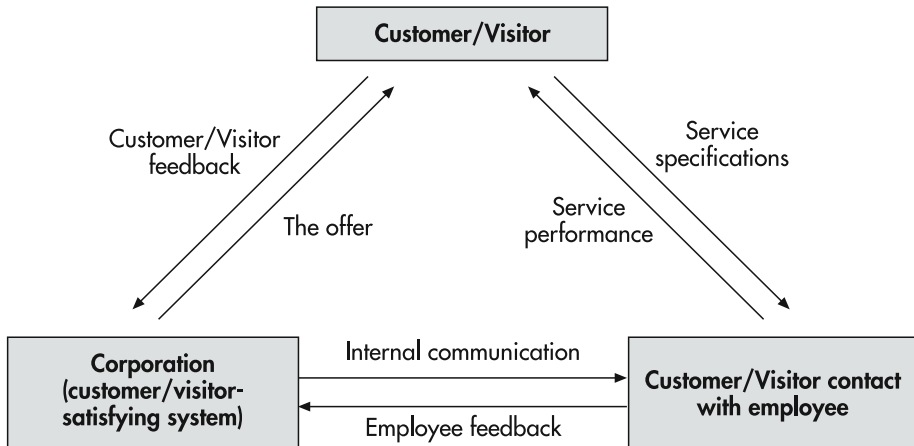 Customer/Visitor
Customer/Visitor
feedback
Service
specifications
The offer
Service
performance
Corporation
(customer/visitor-
satisfying system)
Internal communication
Employee feedback
Customer/Visitor contact
with employee